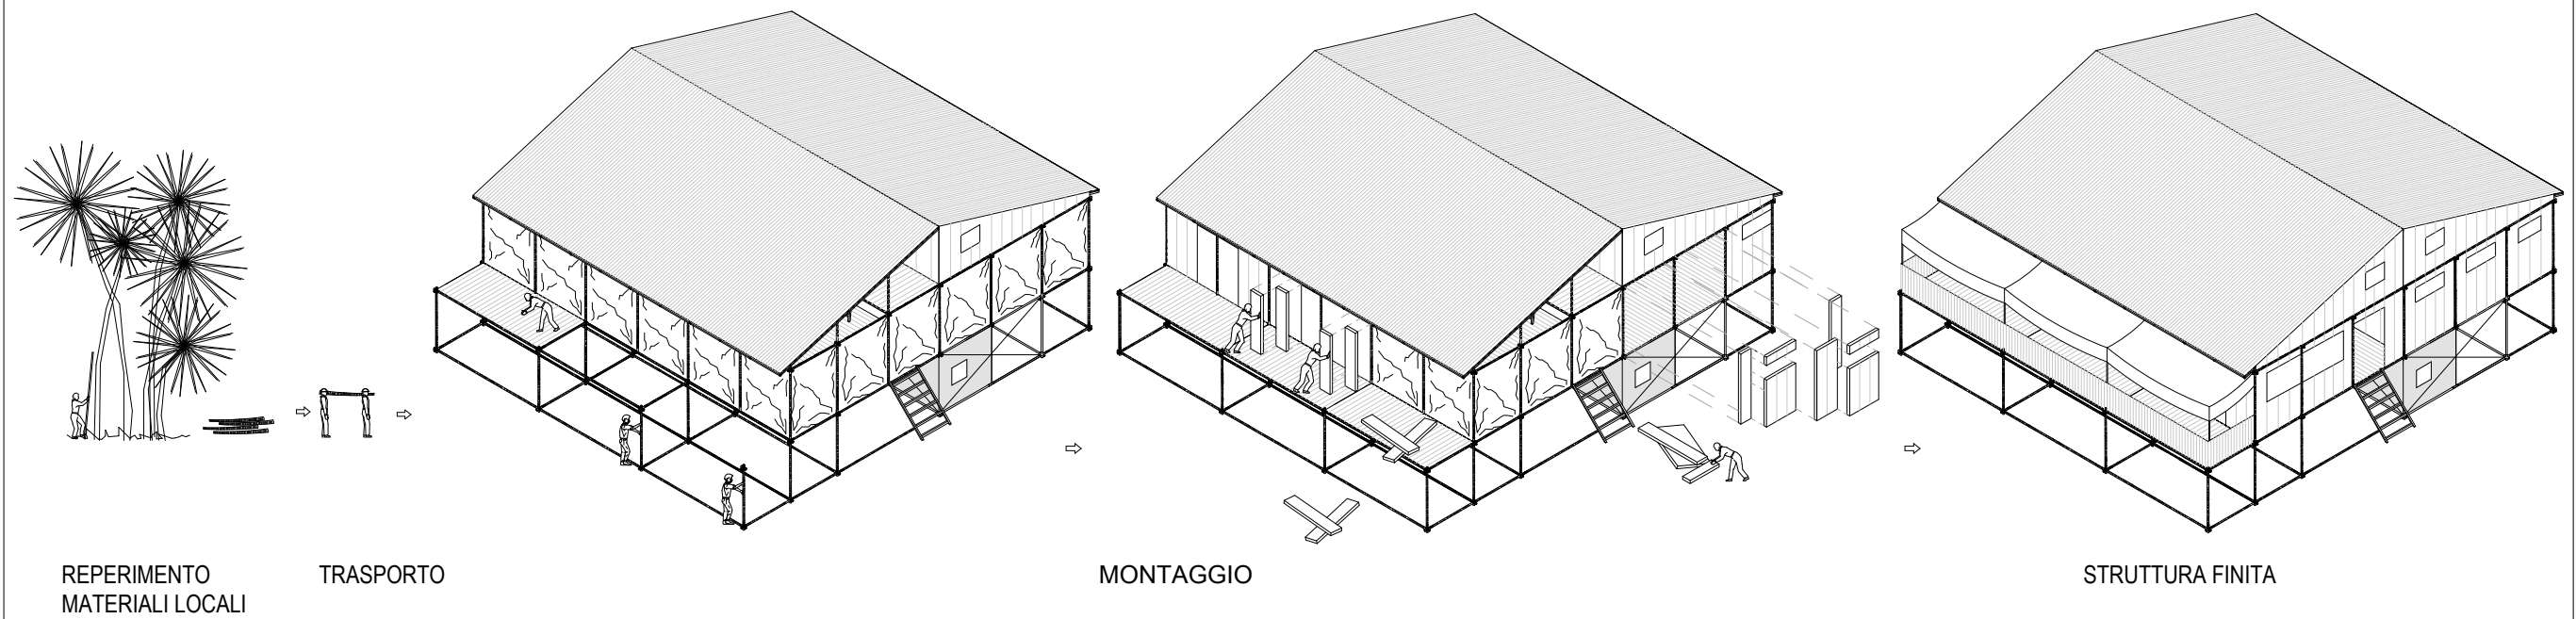 REPERIMENTO
MATERIALI LOCALI
TRASPORTO
MONTAGGIO
STRUTTURA FINITA